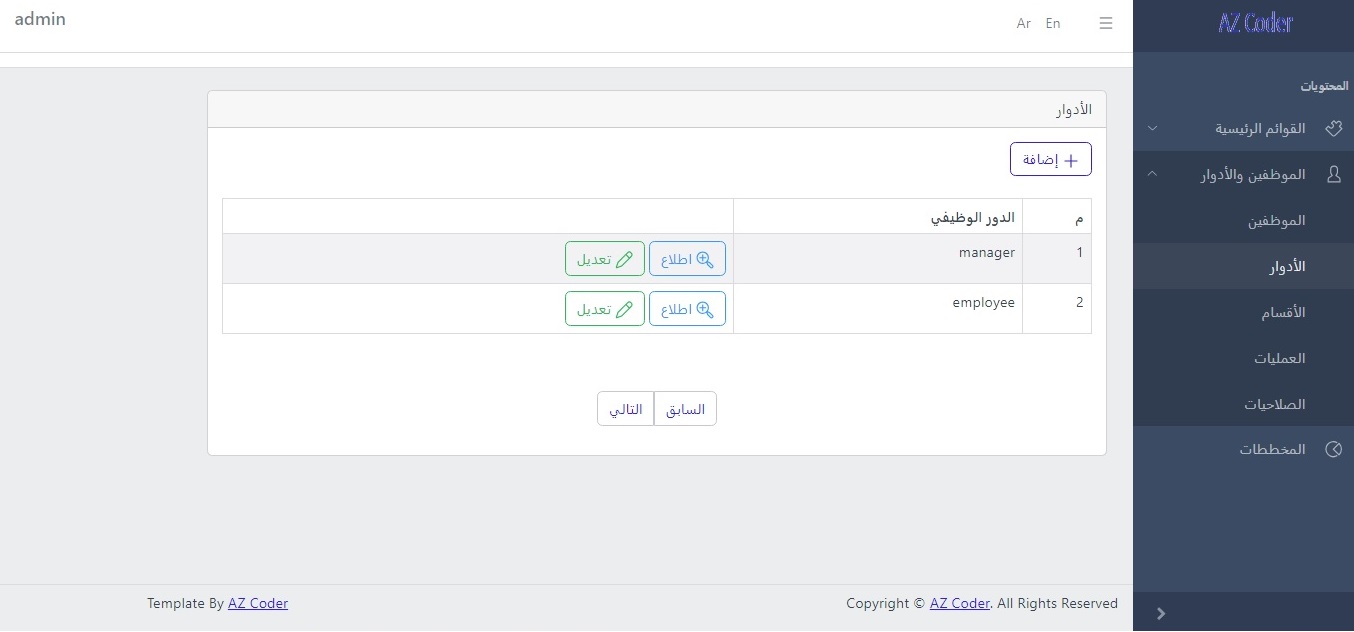 admin
Ar En
AZ Coder
المحتويات
القوائم الرئيسية
الموظفين والأدوار
الموظفين
الأدوار
الأقسام
العمليات
الصلاحيات
المخططات
الأدوار
إضافة
م الدور الوظيفي
1 manager اطلاع تعديل
2 employee اطلاع تعديل
السابق التالي
Template By AZ Coder
Copyright © AZ Coder. All Rights Reserved